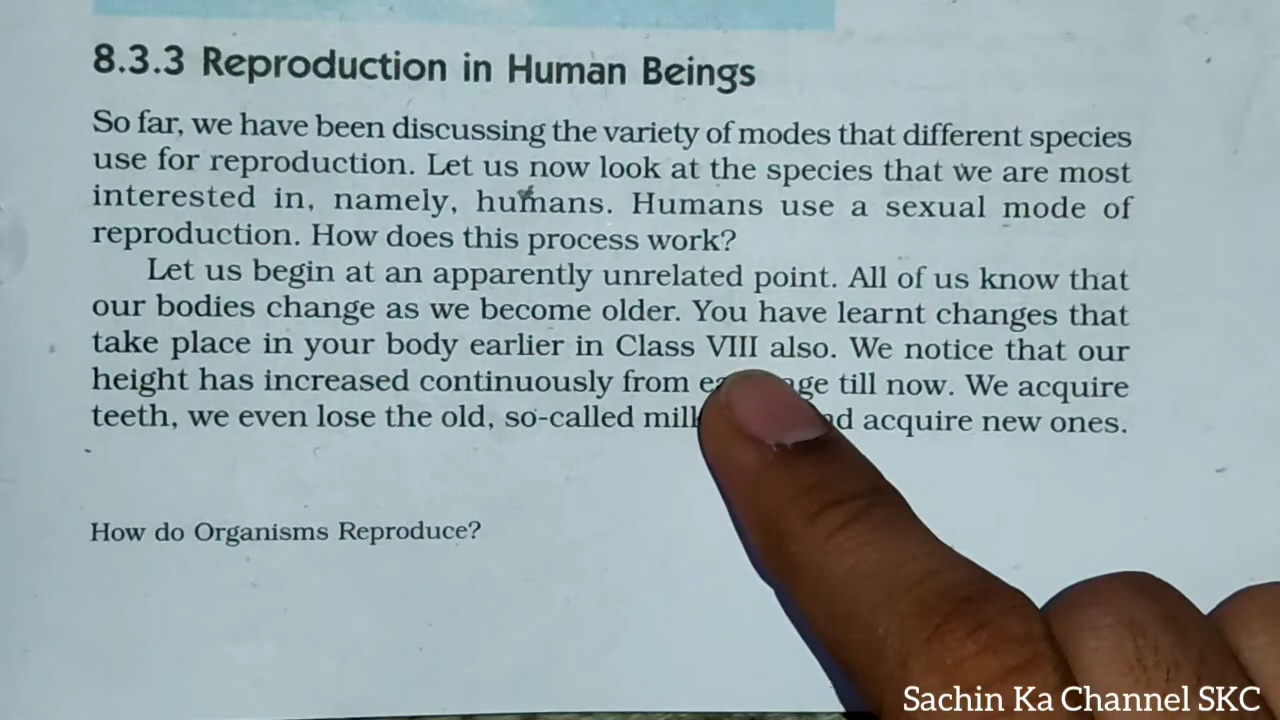 8.3.3 Reproduction in Human Beings
So far, we have been discussing the variety of modes that different species
use for reproduction. Let us now look at the species that we are most
interested in, namely, humans. Humans use a sexual mode of
reproduction. How does this process work?
Let us begin at an apparently unrelated point. All of us know that
our bodies change as we become older. You have learnt changes that
take place in your body earlier in Class VIII also. We notice that our
height has increased continuously from till now. We acquire
teeth, we even lose the old, so-called acquire new ones.
How do Organisms Reproduce?
Sachin Ka Channel SKC